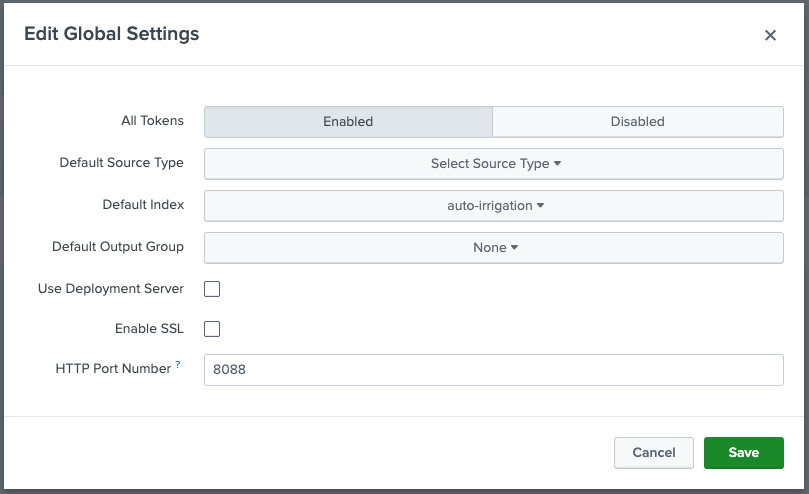 Edit Global Settings
All Tokens Enabled Disabled
Default Source Type Select Source Type
Default Index auto-irrigation
Default Output Group None
Use Deployment Server
Enable SSL
HTTP Port Number ? 8088
Cancel Save